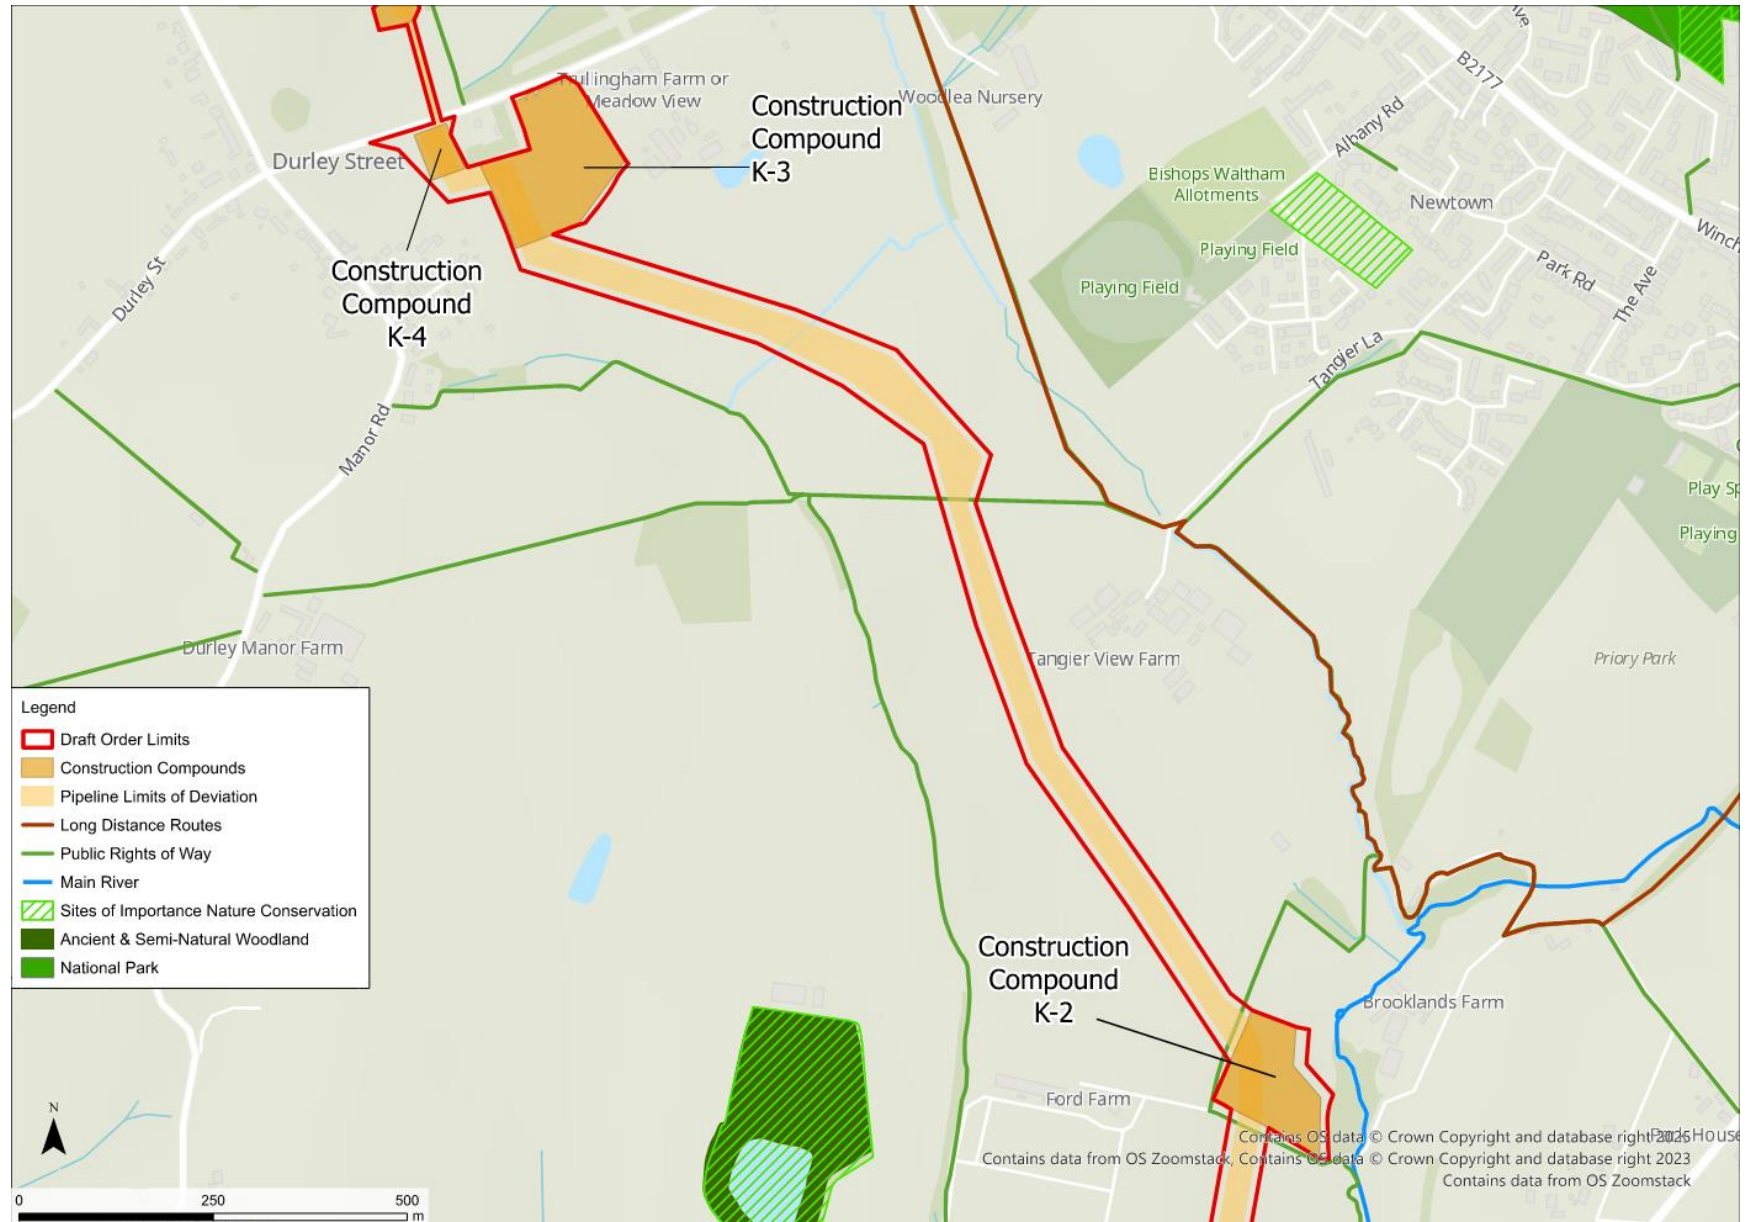 Trullingham Farm or
Meadow View
Construction
Compound
K-3
Woodlea Nursery
B2177
Albany Rd
Durley Street
Bishops Waltham
Allotments
Newtown
Winch
Playing Field
Playing Field
Park Rd
The Ave
Durley St
Construction
Compound
K-4
Tangier La
Manor Rd
Play Sp
Playing
Durley Manor Farm
Tangier View Farm
Priory Park
Legend
Draft Order Limits
Construction Compounds
Pipeline Limits of Deviation
Long Distance Routes
Public Rights of Way
Main River
Sites of Importance Nature Conservation
Ancient & Semi-Natural Woodland
National Park
Construction
Compound
K-2
Brooklands Farm
Ford Farm
N
Contains OS data © Crown Copyright and database right 2025
Contains data from OS Zoomstack, Contains OS data © Crown Copyright and database right 2023
Contains data from OS Zoomstack
0 250 500
m